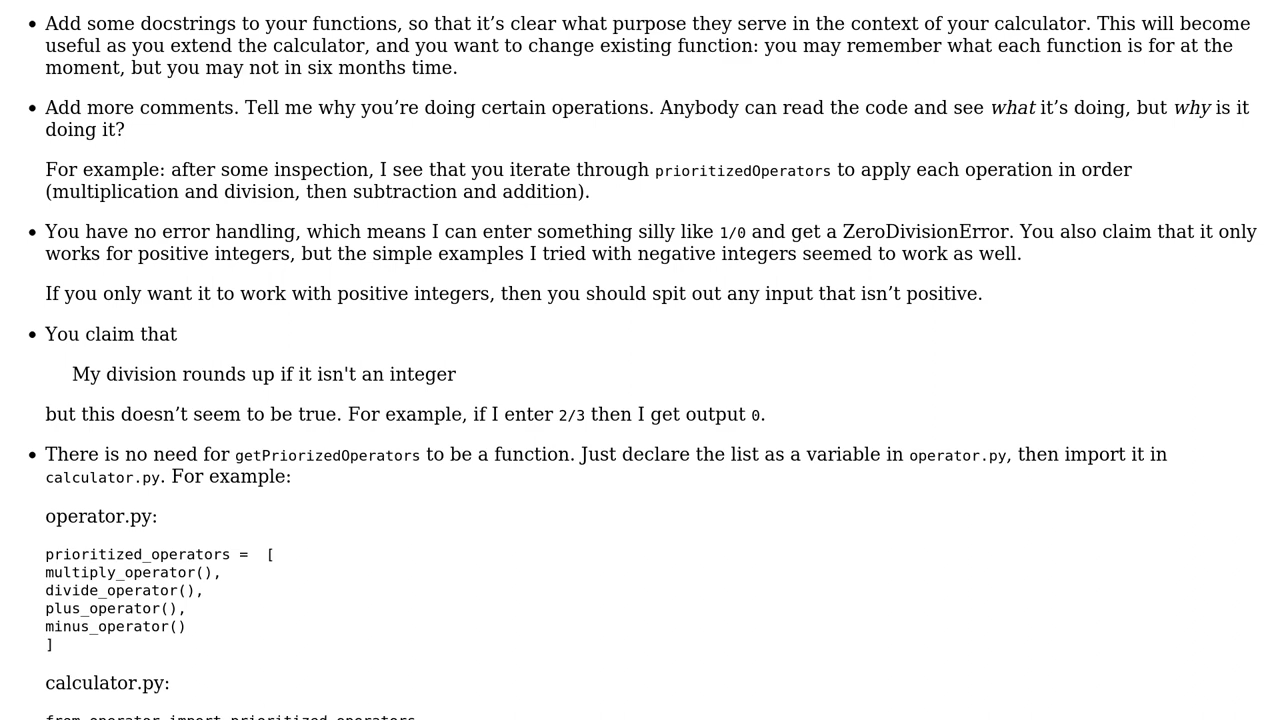 • Add some docstrings to your functions, so that it’s clear what purpose they serve in the context of your calculator. This will become
useful as you extend the calculator, and you want to change existing function: you may remember what each function is for at the
moment, but you may not in six months time.
• Add more comments. Tell me why you’re doing certain operations. Anybody can read the code and see what it’s doing, but why is it
doing it?
For example: after some inspection, I see that you iterate through prioritizedOperators to apply each operation in order
(multiplication and division, then subtraction and addition).
• You have no error handling, which means I can enter something silly like 1/0 and get a ZeroDivisionError. You also claim that it only
works for positive integers, but the simple examples I tried with negative integers seemed to work as well.
If you only want it to work with positive integers, then you should spit out any input that isn’t positive.
• You claim that
My division rounds up if it isn't an integer
but this doesn’t seem to be true. For example, if I enter 2/3 then I get output 0.
• There is no need for getPriorizedOperators to be a function. Just declare the list as a variable in operator.py, then import it in
calculator.py. For example:
operator.py:
prioritized_operators =  [
multiply_operator(),
divide_operator(),
plus_operator(),
minus_operator()
]
calculator.py:
from operator import prioritized_operators